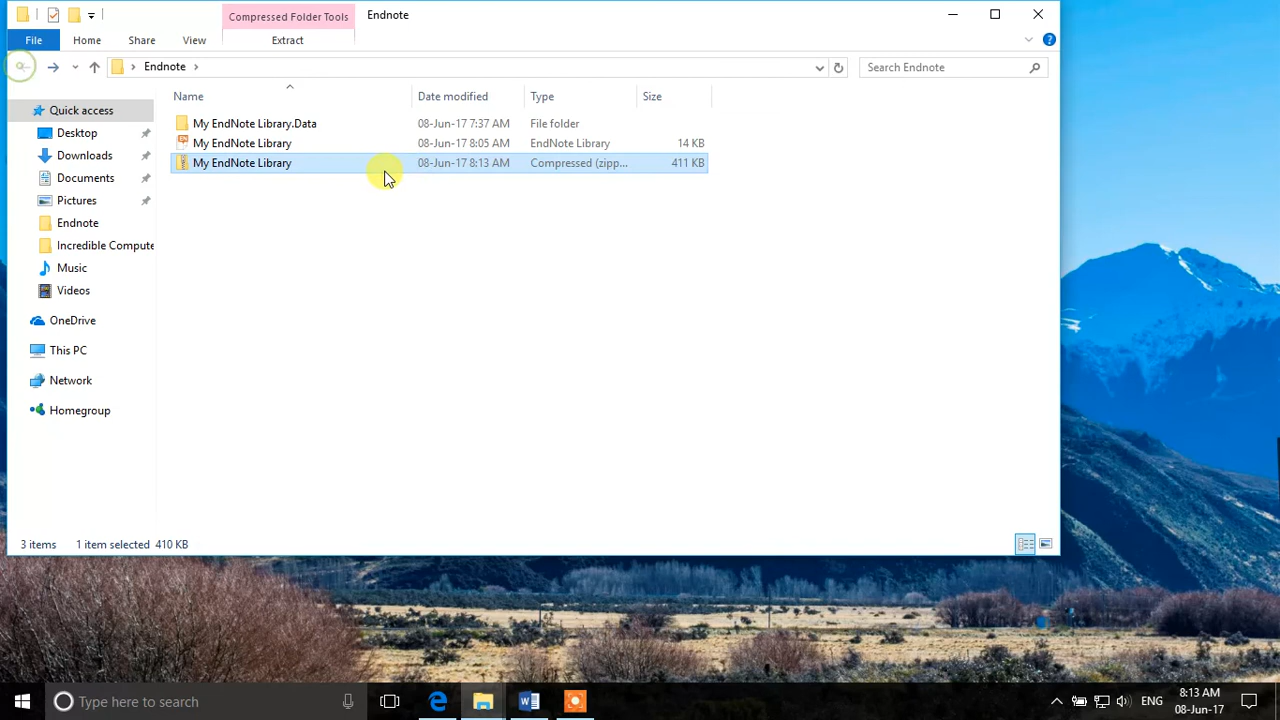 Compressed Folder Tools
Endnote
File
Home
Share
View
Extract
Endnote
Search Endnote
Name
Date modified
Type
Size
My EndNote Library.Data
08-Jun-17 7:37 AM
File folder
My EndNote Library
08-Jun-17 8:05 AM
EndNote Library
14 KB
My EndNote Library
08-Jun-17 8:13 AM
Compressed (zipp...
411 KB
Quick access
Desktop
Downloads
Documents
Pictures
Endnote
Incredible Compute
Music
Videos
OneDrive
This PC
Network
Homegroup
3 items
1 item selected 410 KB
Type here to search
ENG
8:13 AM
08-Jun-17